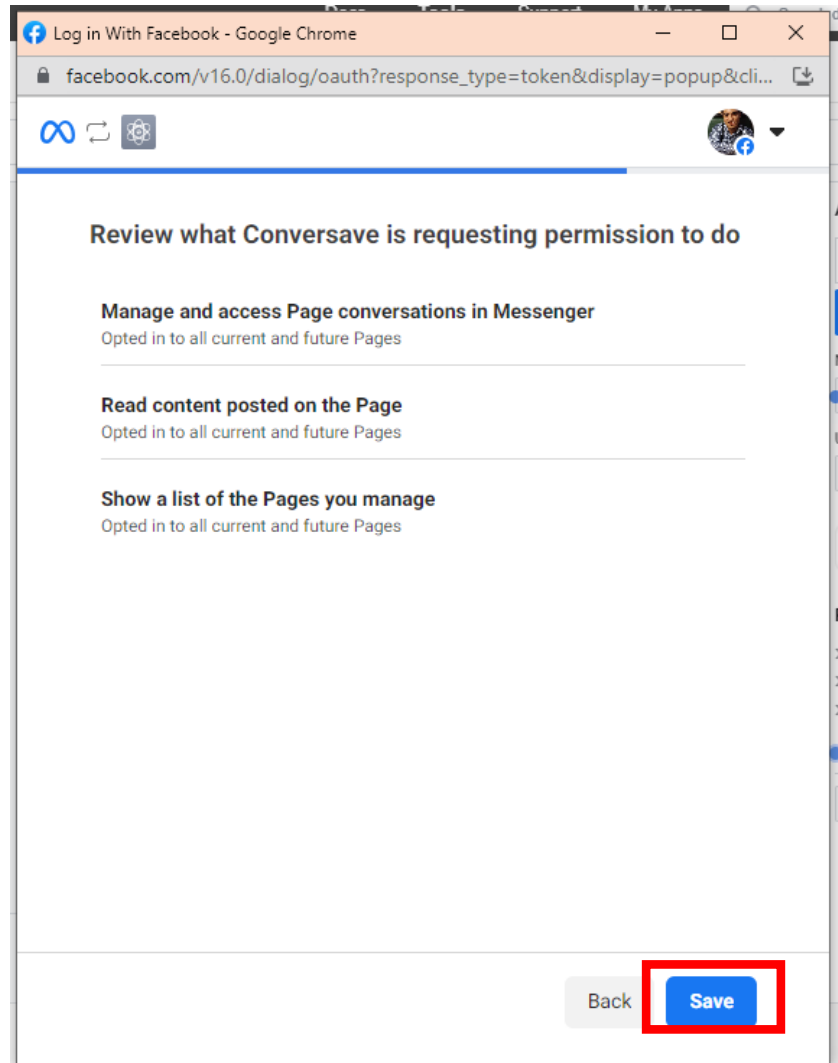 Log in With Facebook - Google Chrome
facebook.com/v16.0/dialog/oauth?response_type=token&display=popup&cli...
Review what Conversave is requesting permission to do
Manage and access Page conversations in Messenger
Opted in to all current and future Pages
Read content posted on the Page
Opted in to all current and future Pages
Show a list of the Pages you manage
Opted in to all current and future Pages
Back
Save